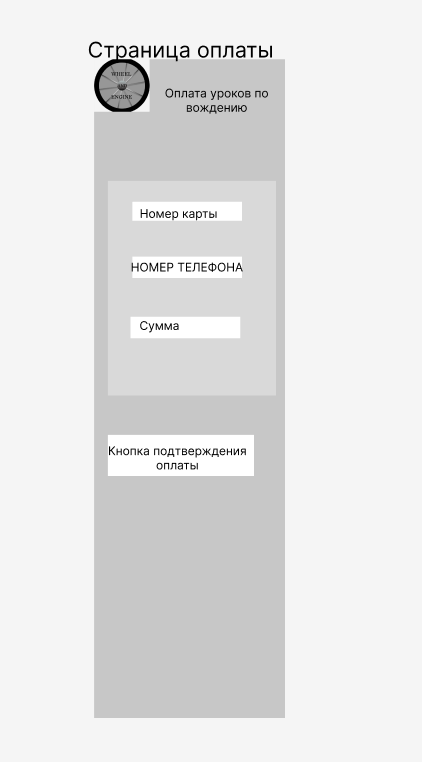 Страница оплаты
WHEEL
ENGINE
Оплата уроков по
вождению
Номер карты
НОМЕР ТЕЛЕФОНА
Сумма
Кнопка подтверждения
оплаты